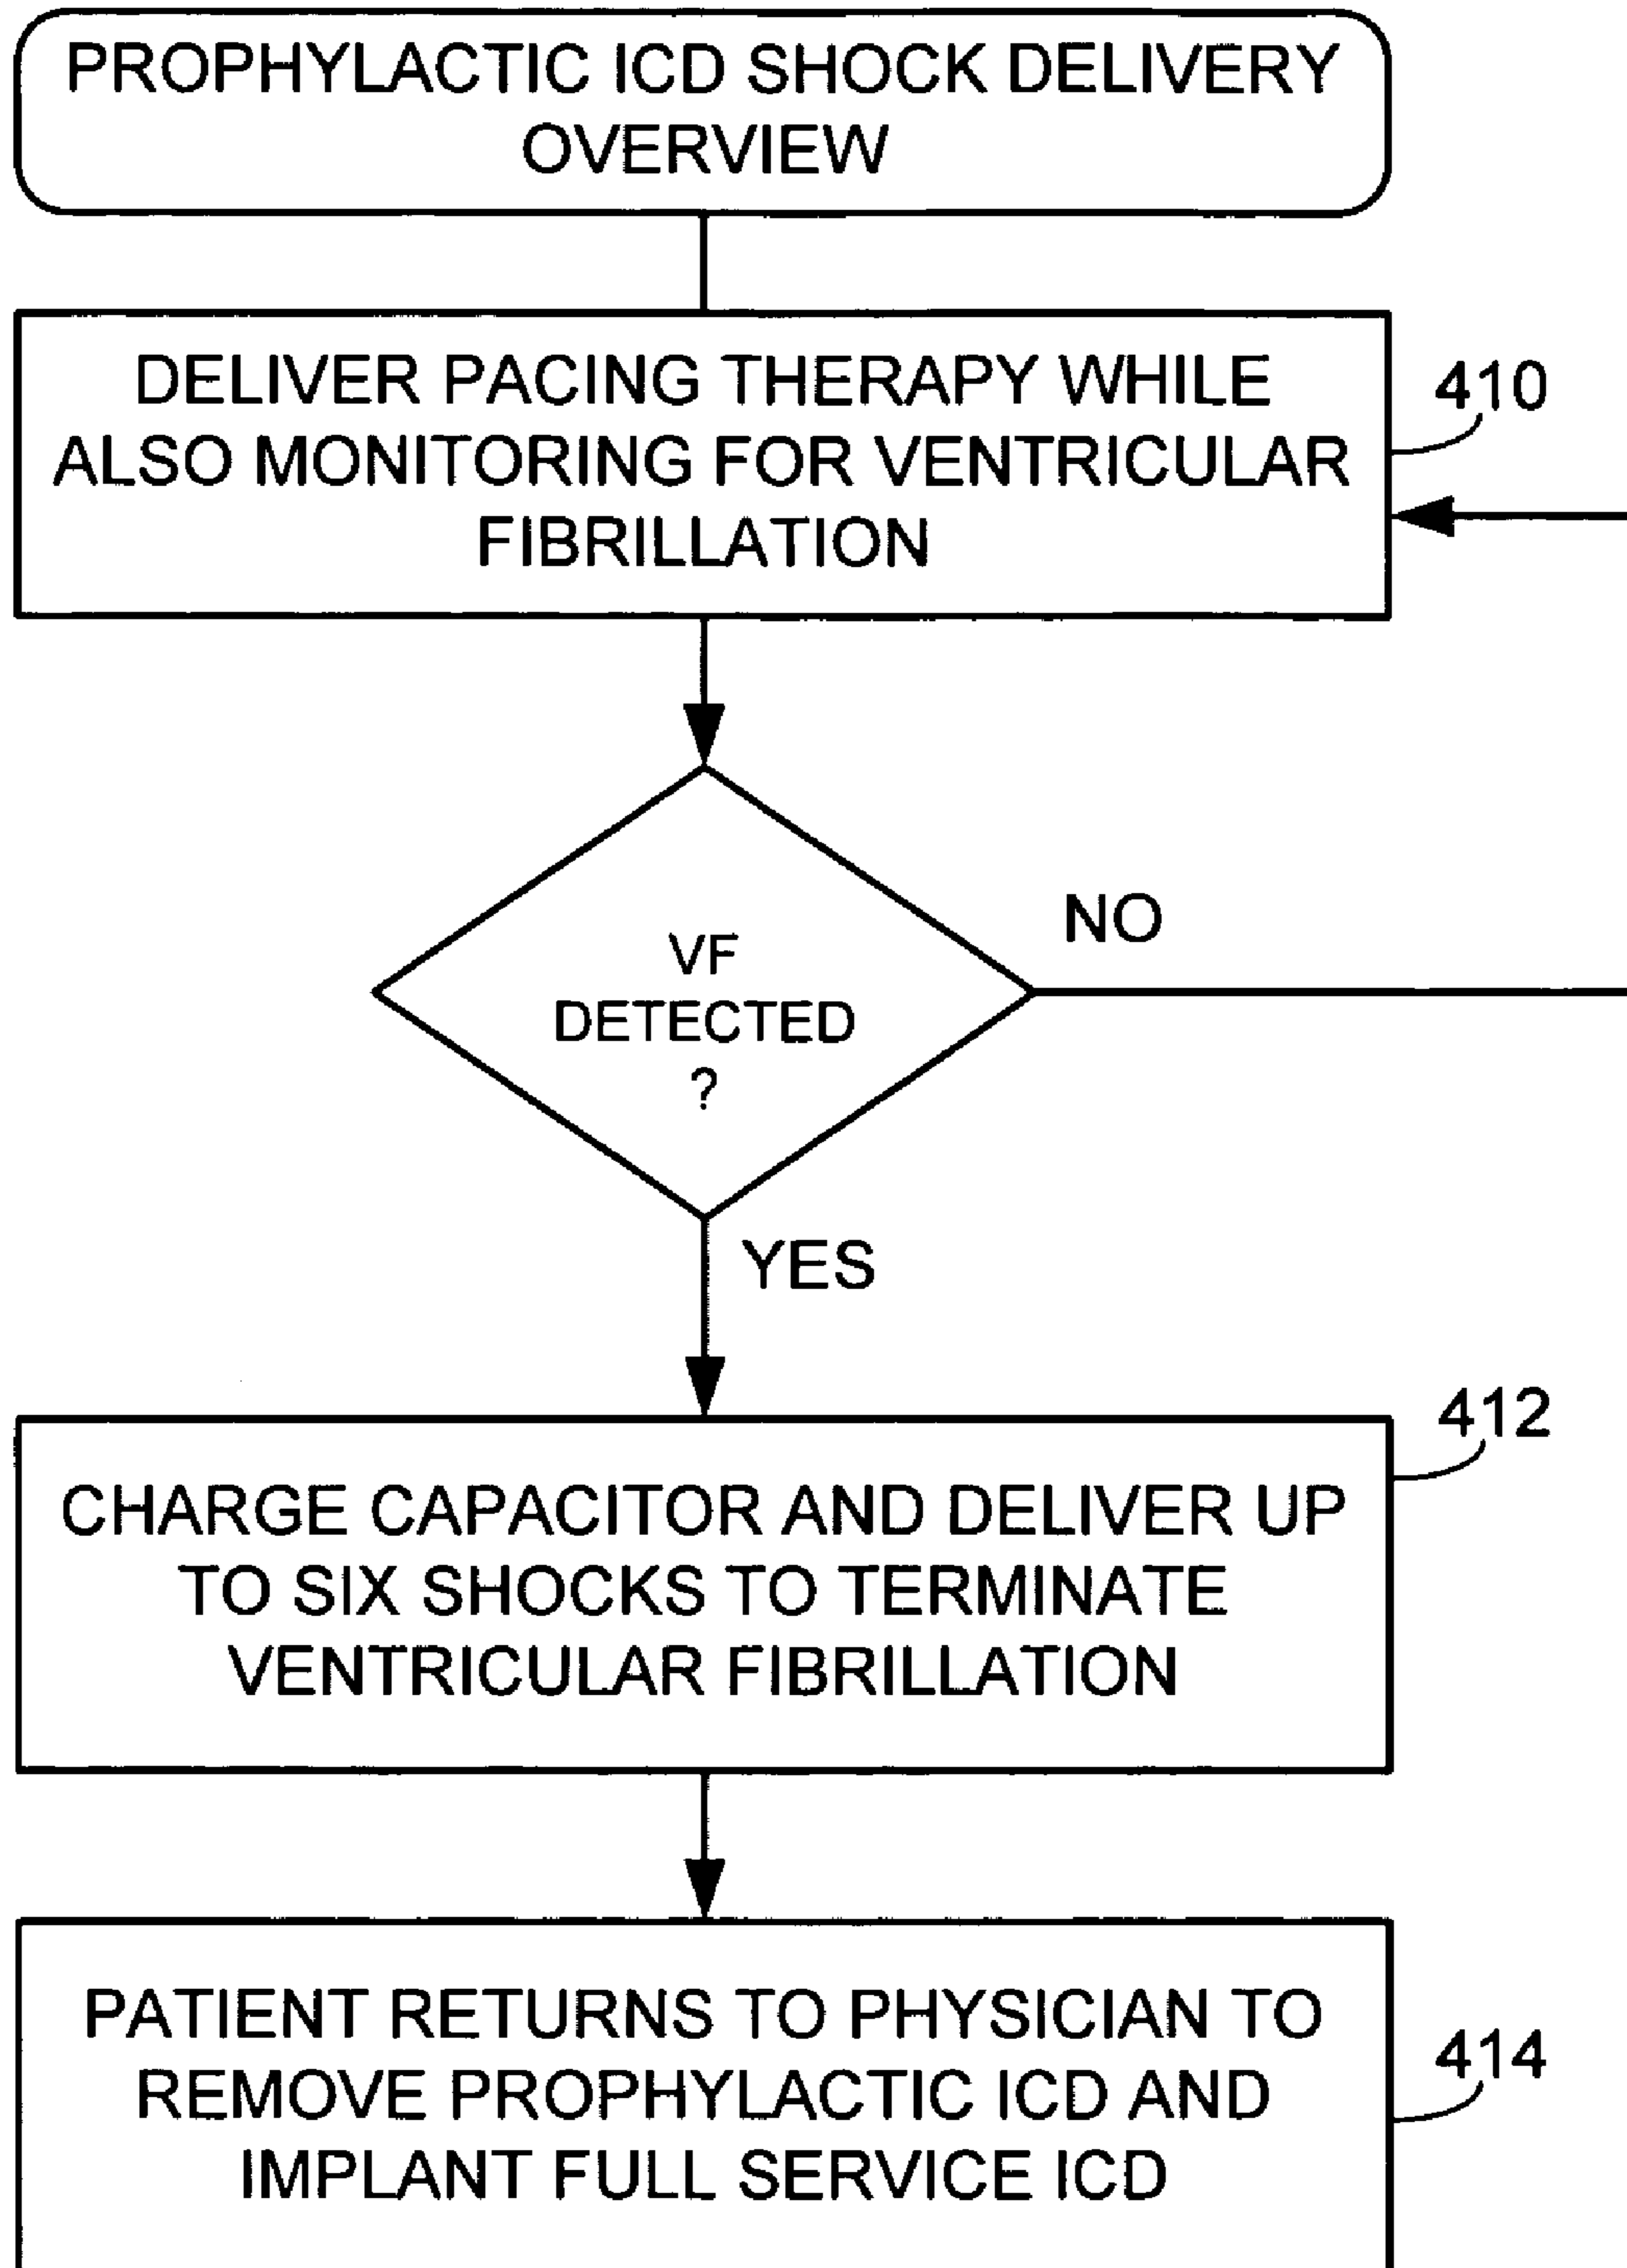 PROPHYLACTIC ICD SHOCK DELIVERY
OVERVIEW
DELIVER PACING THERAPY WHILE
ALSO MONITORING FOR VENTRICULAR
FIBRILLATION
410
VF
DETECTED
?
NO
YES
CHARGE CAPACITOR AND DELIVER UP
TO SIX SHOCKS TO TERMINATE
VENTRICULAR FIBRILLATION
412
PATIENT RETURNS TO PHYSICIAN TO
REMOVE PROPHYLACTIC ICD AND
IMPLANT FULL SERVICE ICD
414